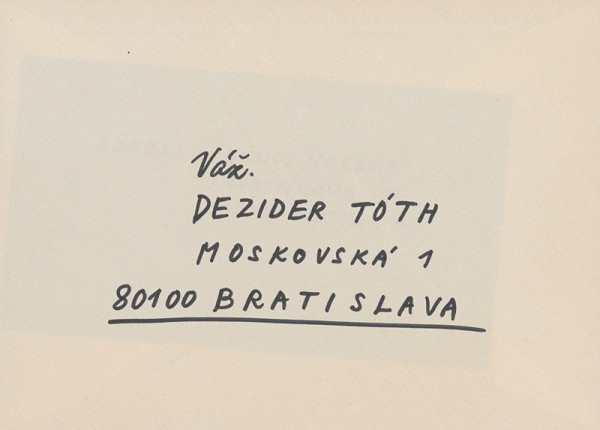 Váž.
DEZIDER TÓTH
MOSKOVSKÁ 1
80100 BRATISLAVA